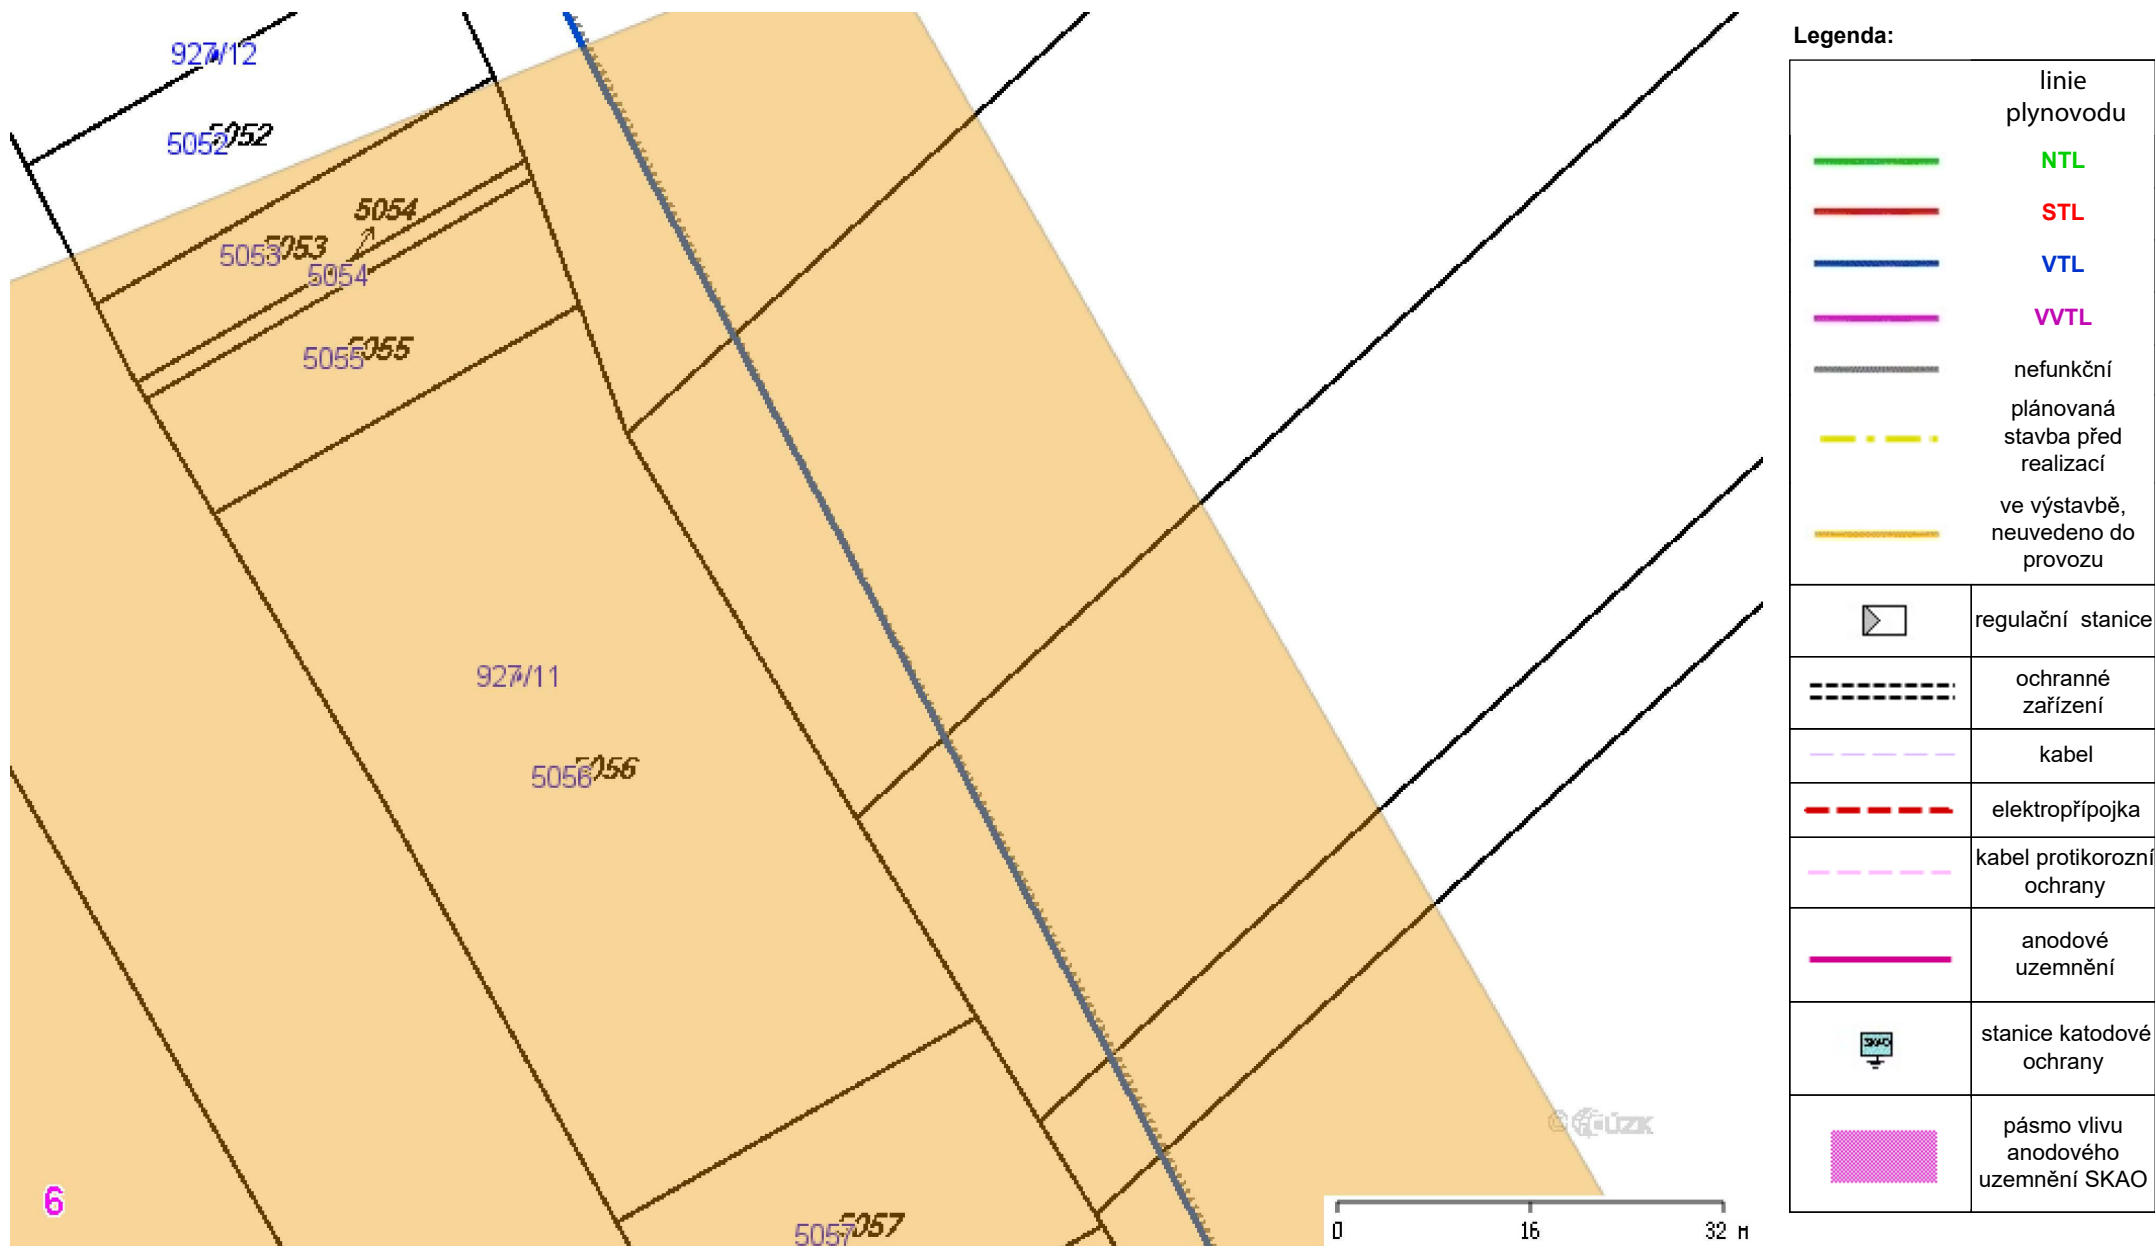 927/12
5052
5052
5054
5053
5053
5054
5055
5055
927/11
5056
5056
5057
5057
6
© ČÚZK
0 16 32 м
Legenda:
linie
plynovodu
NTL
STL
VTL
VVTL
nefunkční
plánovaná
stavba před
realizací
ve výstavbě,
neuvedeno do
provozu
regulační stanice
ochranné
zařízení
kabel
elektropřípojka
kabel protikorozní
ochrany
anodové
uzemnění
SKAO
stanice katodové
ochrany
pásmo vlivu
anodového
uzemnění SKAO